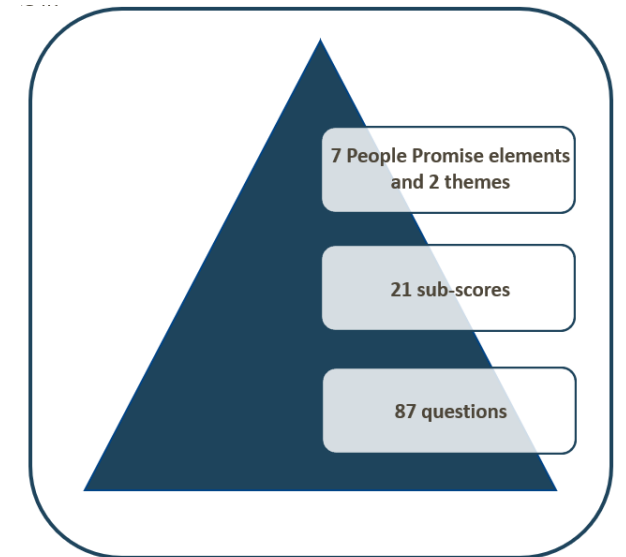 7 People Promise elements
and 2 themes
21 sub-scores
87 questions